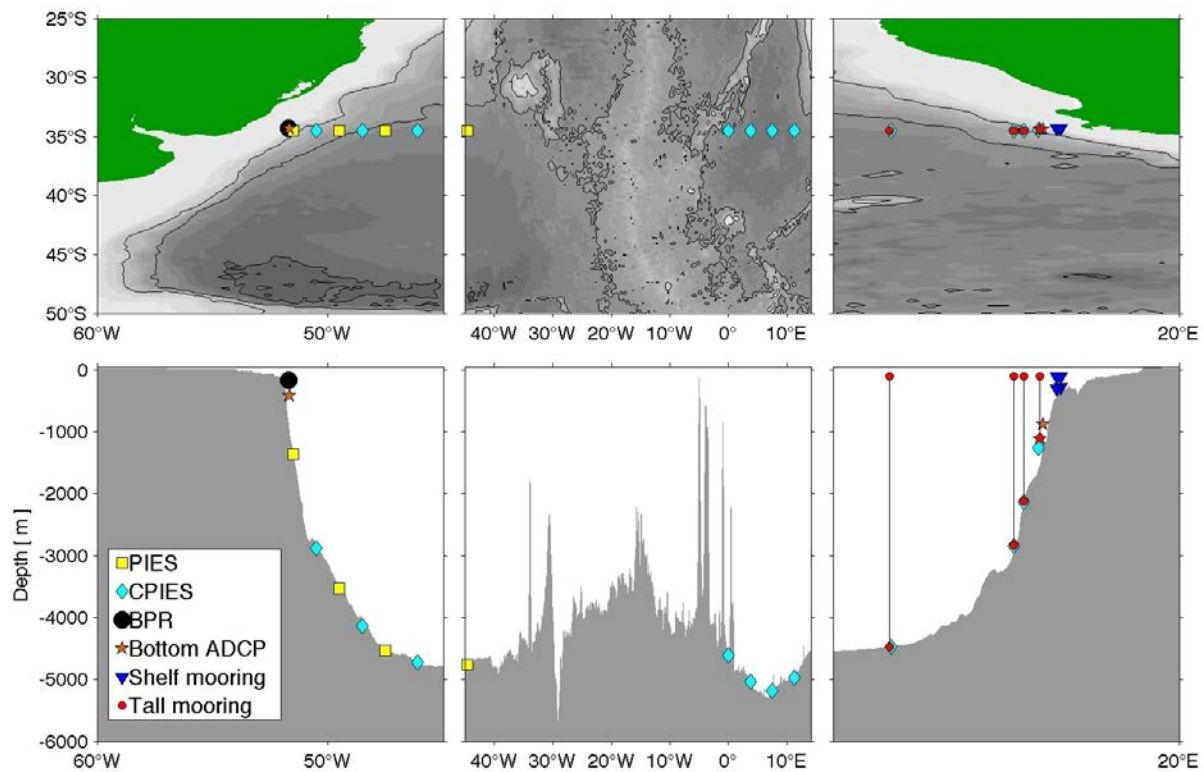 25°S
30°S
35°S
40°S
45°S
50°S
60°W 50°W
40°W 30°W 20°W 10°W 0° 10°E
20°E
0
-1000
-2000
-3000
-4000
-5000
-6000
Depth [ m ]
PIES
CPIES
BPR
Bottom ADCP
Shelf mooring
Tall mooring
60°W 50°W
40°W 30°W 20°W 10°W 0° 10°E
20°E